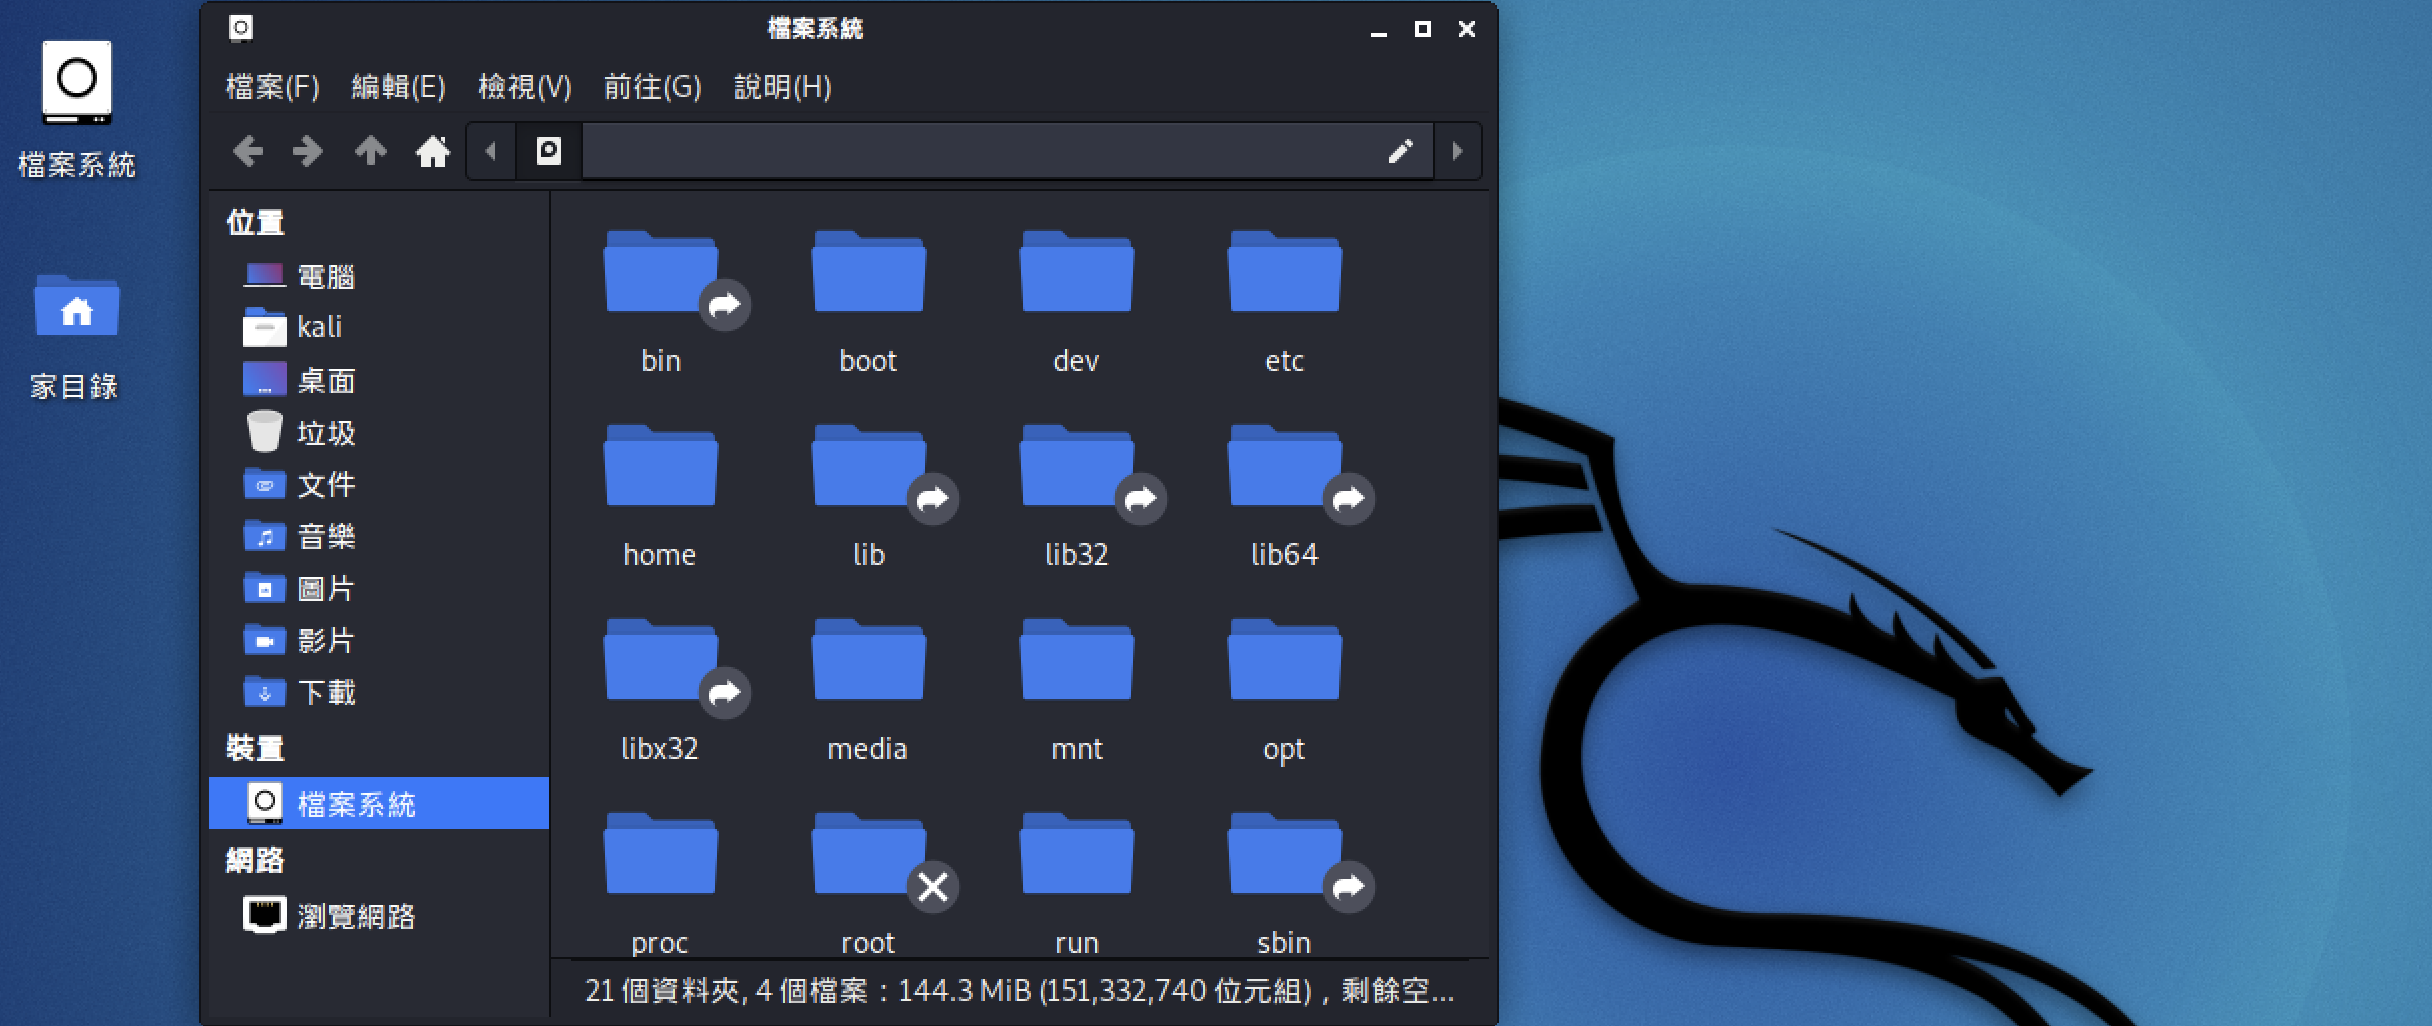 檔案系統
家目錄
檔案系統
檔案(F) 編輯(E) 檢視(V) 前往(G) 說明(H)
位置
電腦
kali
桌面
垃圾
文件
音樂
圖片
影片
下載
裝置
檔案系統
網路
瀏覽網路
bin boot dev etc
home lib lib32 lib64
libx32 media mnt opt
proc root run sbin
21 個資料夾, 4 個檔案：144.3 MiB (151,332,740 位元組)，剩餘空...